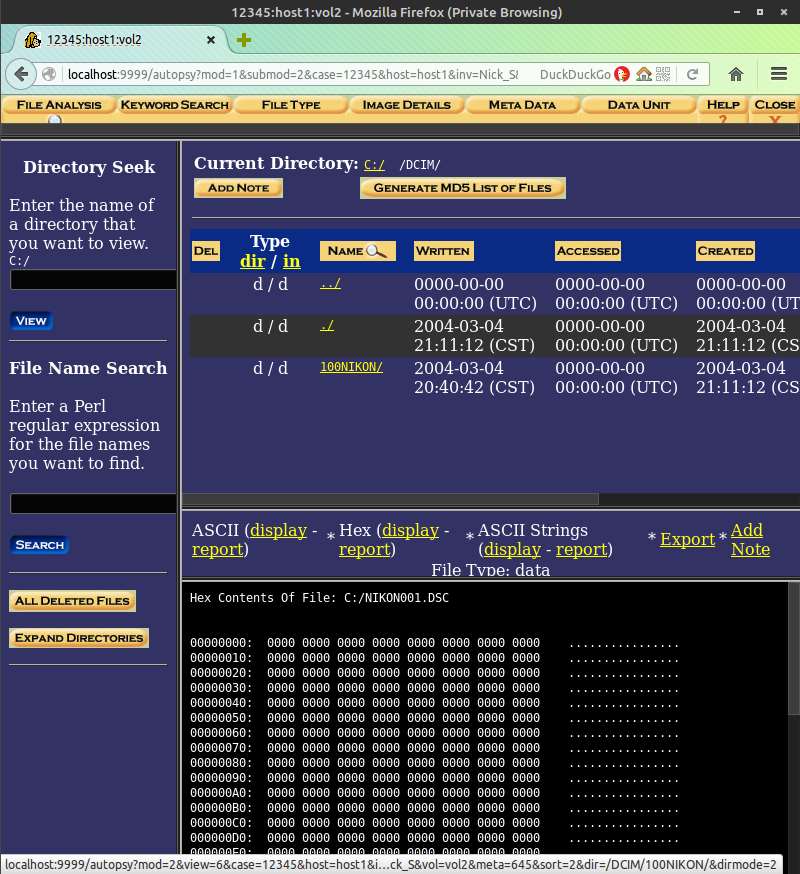 12345:host1:vol2 - Mozilla Firefox (Private Browsing)
12345:host1:vol2
localhost:9999/autopsy?mod=1&submod=2&case=12345&host=host1&inv=Nick_S& DuckDuckGo
FILE ANALYSIS KEYWORD SEARCH FILE TYPE IMAGE DETAILS META DATA DATA UNIT HELP CLOSE
? X
Directory Seek
Enter the name of
a directory that
you want to view.
C:/
VIEW
File Name Search
Enter a Perl
regular expression
for the file names
you want to find.
SEARCH
ALL DELETED FILES
EXPAND DIRECTORIES
Current Directory: C:/ /DCIM/
ADD NOTE GENERATE MD5 LIST OF FILES
DEL Type dir / in NAME WRITTEN ACCESSED CREATED
d / d ../ 0000-00-00 0000-00-00 0000-00-00
00:00:00 (UTC) 00:00:00 (UTC) 00:00:00 (UT
d / d ./ 2004-03-04 0000-00-00 2004-03-04
21:11:12 (CST) 00:00:00 (UTC) 21:11:12 (CS
d / d 100NIKON/ 2004-03-04 0000-00-00 2004-03-04
20:40:42 (CST) 00:00:00 (UTC) 21:11:12 (CS
ASCII (display - * Hex (display - * ASCII Strings * Export * Add
report) report) (display - report) Note
File Type: data
Hex Contents Of File: C:/NIKON001.DSC
00000000: 0000 0000 0000 0000 0000 0000 0000 0000 ................
00000010: 0000 0000 0000 0000 0000 0000 0000 0000 ................
00000020: 0000 0000 0000 0000 0000 0000 0000 0000 ................
00000030: 0000 0000 0000 0000 0000 0000 0000 0000 ................
00000040: 0000 0000 0000 0000 0000 0000 0000 0000 ................
00000050: 0000 0000 0000 0000 0000 0000 0000 0000 ................
00000060: 0000 0000 0000 0000 0000 0000 0000 0000 ................
00000070: 0000 0000 0000 0000 0000 0000 0000 0000 ................
00000080: 0000 0000 0000 0000 0000 0000 0000 0000 ................
00000090: 0000 0000 0000 0000 0000 0000 0000 0000 ................
000000A0: 0000 0000 0000 0000 0000 0000 0000 0000 ................
000000B0: 0000 0000 0000 0000 0000 0000 0000 0000 ................
000000C0: 0000 0000 0000 0000 0000 0000 0000 0000 ................
000000D0: 0000 0000 0000 0000 0000 0000 0000 0000 ................
000000E0: 0000 0000 0000 0000 0000 0000 0000 0000 ................
localhost:9999/autopsy?mod=2&view=6&case=12345&host=host1&i...ck_S&vol=vol2&meta=645&sort=2&dir=/DCIM/100NIKON/&dirmode=2